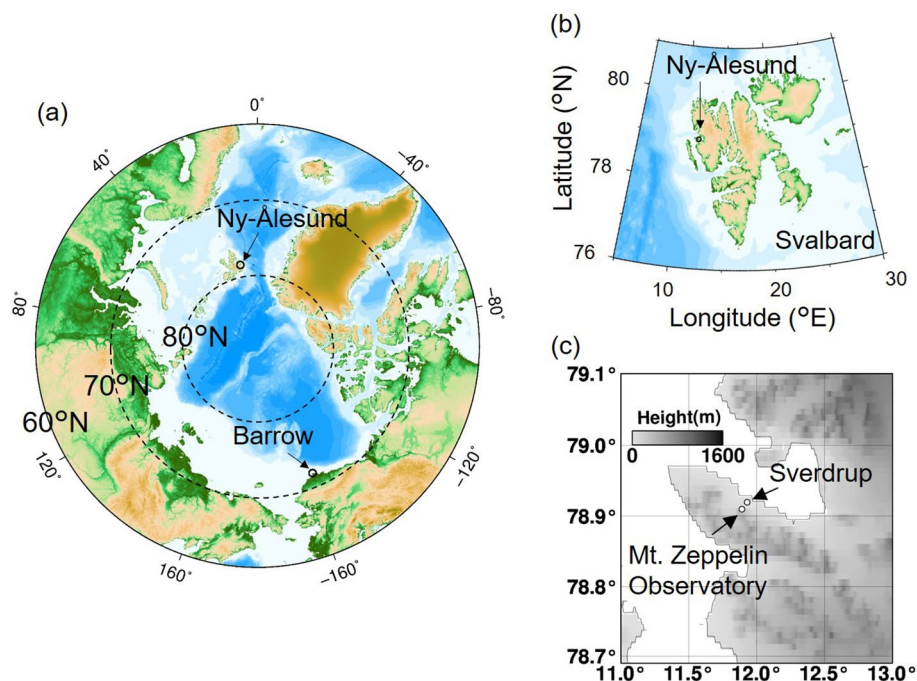 (a)
0°
40°
−40°
Ny-Ålesund
80°
−80°
80°N
70°N
60°N
Barrow
120°
−120°
160°
−160°
(b)
80
78
76
Latitude (°N)
Ny-Ålesund
Svalbard
10
20
30
Longitude (°E)
(c)
79.1°
79.0°
78.9°
78.8°
78.7°
Height(m)
0
1600
Sverdrup
Mt. Zeppelin
Observatory
11.0°
11.5°
12.0°
12.5°
13.0°